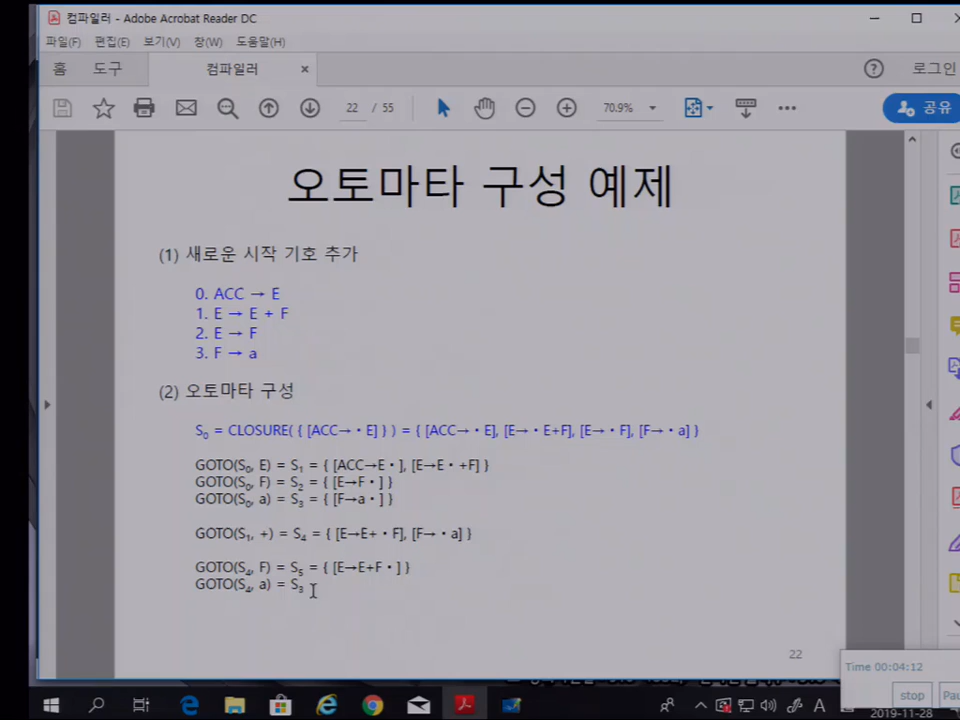 컴파일러 - Adobe Acrobat Reader DC
파일(F) 편집(E) 보기(V) 창(W) 도움말(H)
홈 도구 컴파일러 × ? 로그인
22 / 55 70.9% 공유
오토마타 구성 예제
(1) 새로운 시작 기호 추가
0. ACC → E
1. E → E + F
2. E → F
3. F → a
(2) 오토마타 구성
S₀ = CLOSURE( { [ACC→・E] } ) = { [ACC→・E], [E→・E+F], [E→・F], [F→・a] }
GOTO(S₀, E) = S₁ = { [ACC→E・], [E→E・+F] }
GOTO(S₀, F) = S₂ = { [E→F・] }
GOTO(S₀, a) = S₃ = { [F→a・] }
GOTO(S₁, +) = S₄ = { [E→E+・F], [F→・a] }
GOTO(S₄, F) = S₅ = { [E→E+F・] }
GOTO(S₄, a) = S₃
22
Time 00:04:12
stop
A
2019-11-28